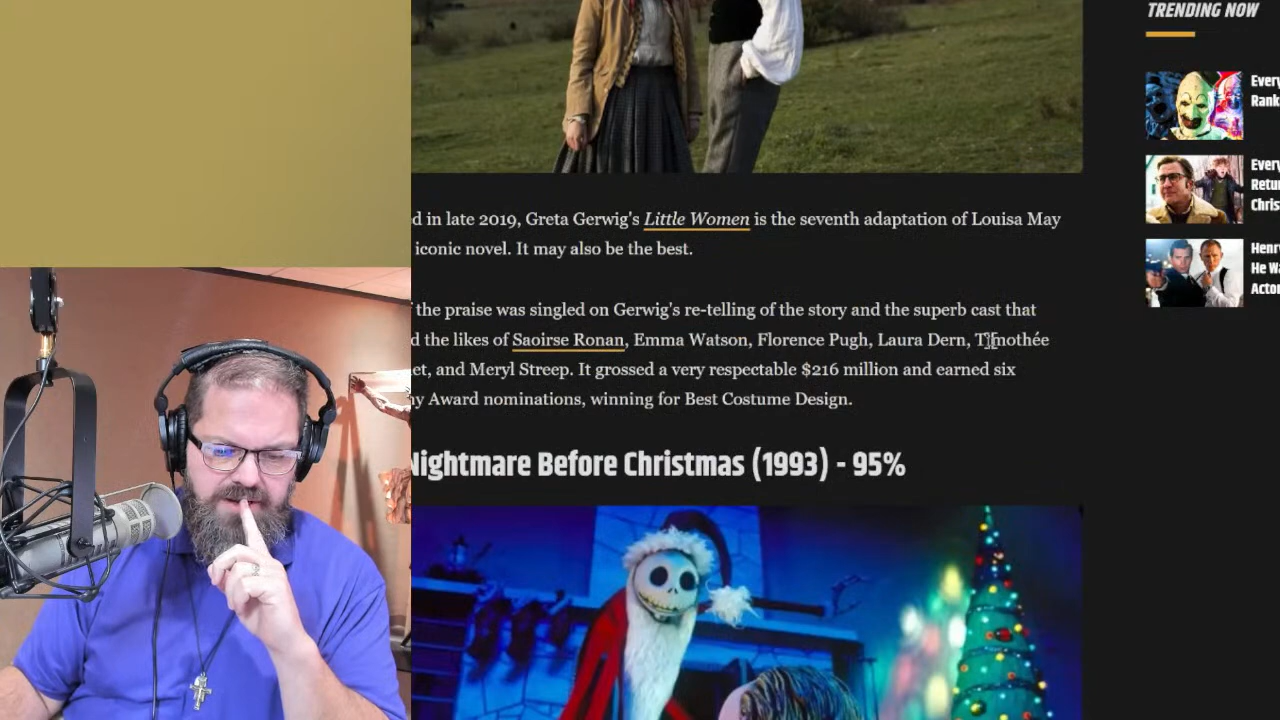 TRENDING NOW
Every
Rank
Every
Retu
Chris
Henr
He Wa
Actor
d in late 2019, Greta Gerwig's Little Women is the seventh adaptation of Louisa May
iconic novel. It may also be the best.
f the praise was singled on Gerwig's re-telling of the story and the superb cast that
d the likes of Saoirse Ronan, Emma Watson, Florence Pugh, Laura Dern, Timothée
et, and Meryl Streep. It grossed a very respectable $216 million and earned six
y Award nominations, winning for Best Costume Design.
Nightmare Before Christmas (1993) - 95%